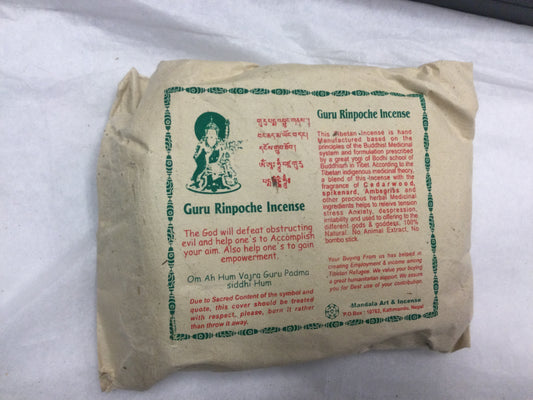 གུ་རུ་པདྨ་འབྱུང་གནས།
Guru Rinpoche Incense
The God will defeat obstructing
evil and help one's to Accomplish
your aim. Also help one's to gain
empowerment.
Om Ah Hum Vajra Guru Padma
siddhi Hum
Due to Sacred Content of the symbol and
quote, this cover should be treated
with respect, please, burn it rather
than throw it away.
Guru Rinpoche Incense
This Tibetan Incense is hand
Manufactured based on the
principles of the Buddhist Medicinal
system and formulation prescribed
by a great yogi of Bodhi school of
Buddhism in Tibet. According to the
Tibetan indigenous medicinal theory,
a blend of this Incense with the
fragrance of Cedarwood,
spikenard, Ambegribs and
other precious herbal Medicinal
ingredients helps to relieve tension
stress Anxiety, despression,
irritability and used to offering to the
different gods & goddess. 100%
Natural. No Animal Extract, No
bombo stick.
Your Buying From us has helped in
creating Employment & income among
Tibetan Refugee. We value your buying
a great humanitarian support. We assure
you for Best use of your contribution.
Mandala Art & Incense
P.O.Box : 19763, Kathmandu, Nepal